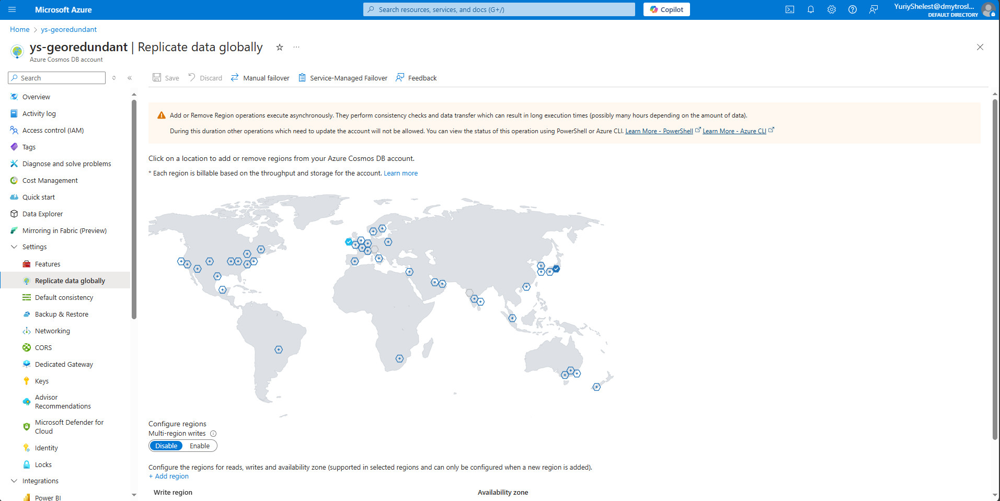 Microsoft Azure
Search resources, services, and docs (G+/)
Copilot
YuriyShelest@dmytrosl...
DEFAULT DIRECTORY
Home > ys-georedundant
ys-georedundant | Replicate data globally
Azure Cosmos DB account
Search
Save
Discard
Manual failover
Service-Managed Failover
Feedback
Overview
Activity log
Access control (IAM)
Tags
Diagnose and solve problems
Cost Management
Quick start
Data Explorer
Mirroring in Fabric (Preview)
Settings
Features
Replicate data globally
Default consistency
Backup & Restore
Networking
CORS
Dedicated Gateway
Keys
Advisor
Recommendations
Microsoft Defender for
Cloud
Identity
Locks
Integrations
Power BI
Add or Remove Region operations execute asynchronously. They perform consistency checks and data transfer which can result in long execution times (possibly many hours depending on the amount of data).
During this duration other operations which need to update the account will not be allowed. You can view the status of this operation using PowerShell or Azure CLI. Learn More - PowerShell Learn More - Azure CLI
Click on a location to add or remove regions from your Azure Cosmos DB account.
* Each region is billable based on the throughput and storage for the account. Learn more
Configure regions
Multi-region writes
Disable Enable
Configure the regions for reads, writes and availability zone (supported in selected regions and can only be configured when a new region is added).
+ Add region
Write region
Availability zone